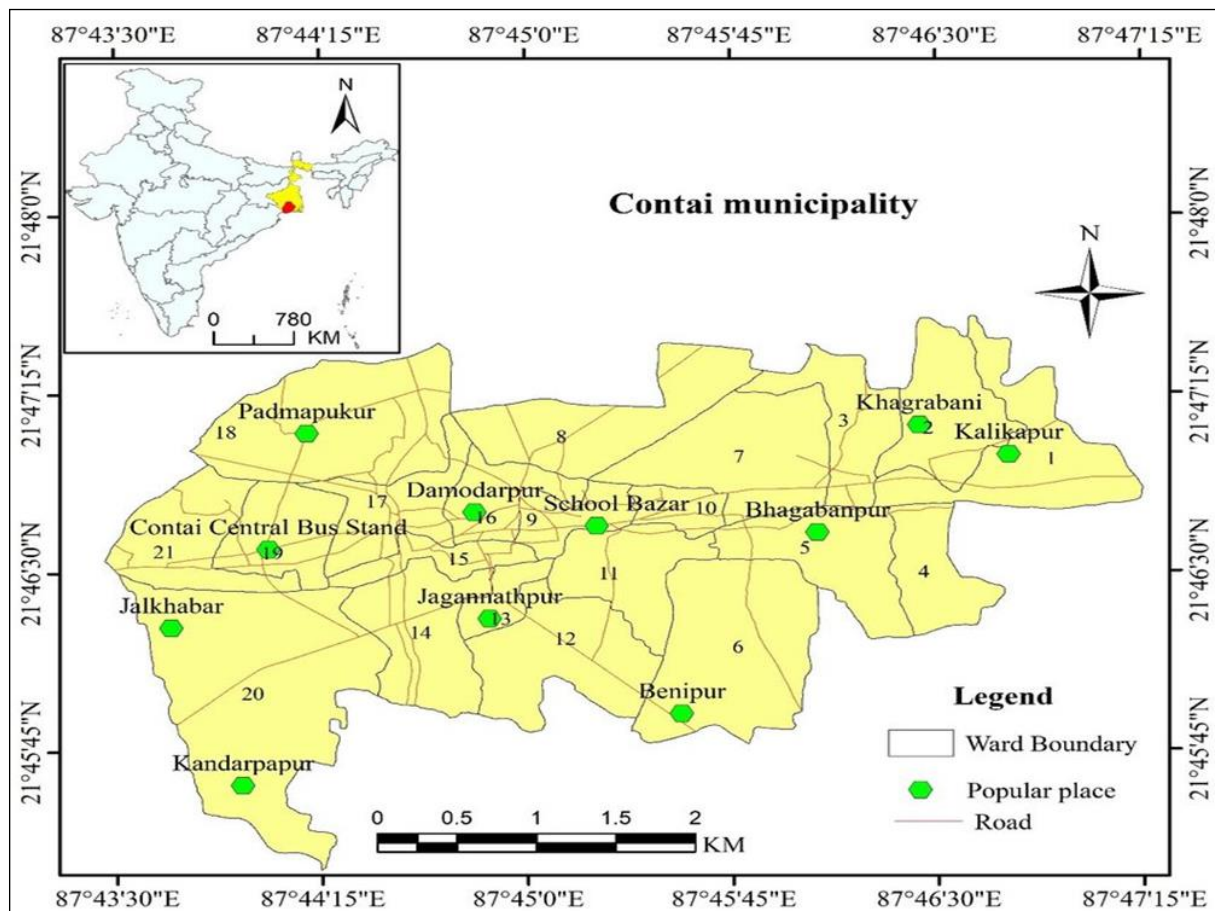 87°43'30"E 87°44'15"E 87°45'0"E 87°45'45"E 87°46'30"E 87°47'15"E
N
0 780
KM
Contai municipality
N
21°48'0"N
21°47'15"N
21°46'30"N
21°45'45"N
21°48'0"N
21°47'15"N
21°46'30"N
21°45'45"N
Padmapukur
18
8
3
Khagrabani
2
Kalikapur
1
7
17
Damodarpur
16
9
School Bazar
10
Bhagabanpur
5
Contai Central Bus Stand
21
19
15
11
4
Jalkhabar
Jagannathpur
13
14
12
6
20
Benipur
Kandarpapur
Legend
Ward Boundary
Popular place
Road
0 0.5 1 1.5 2
KM
87°43'30"E 87°44'15"E 87°45'0"E 87°45'45"E 87°46'30"E 87°47'15"E